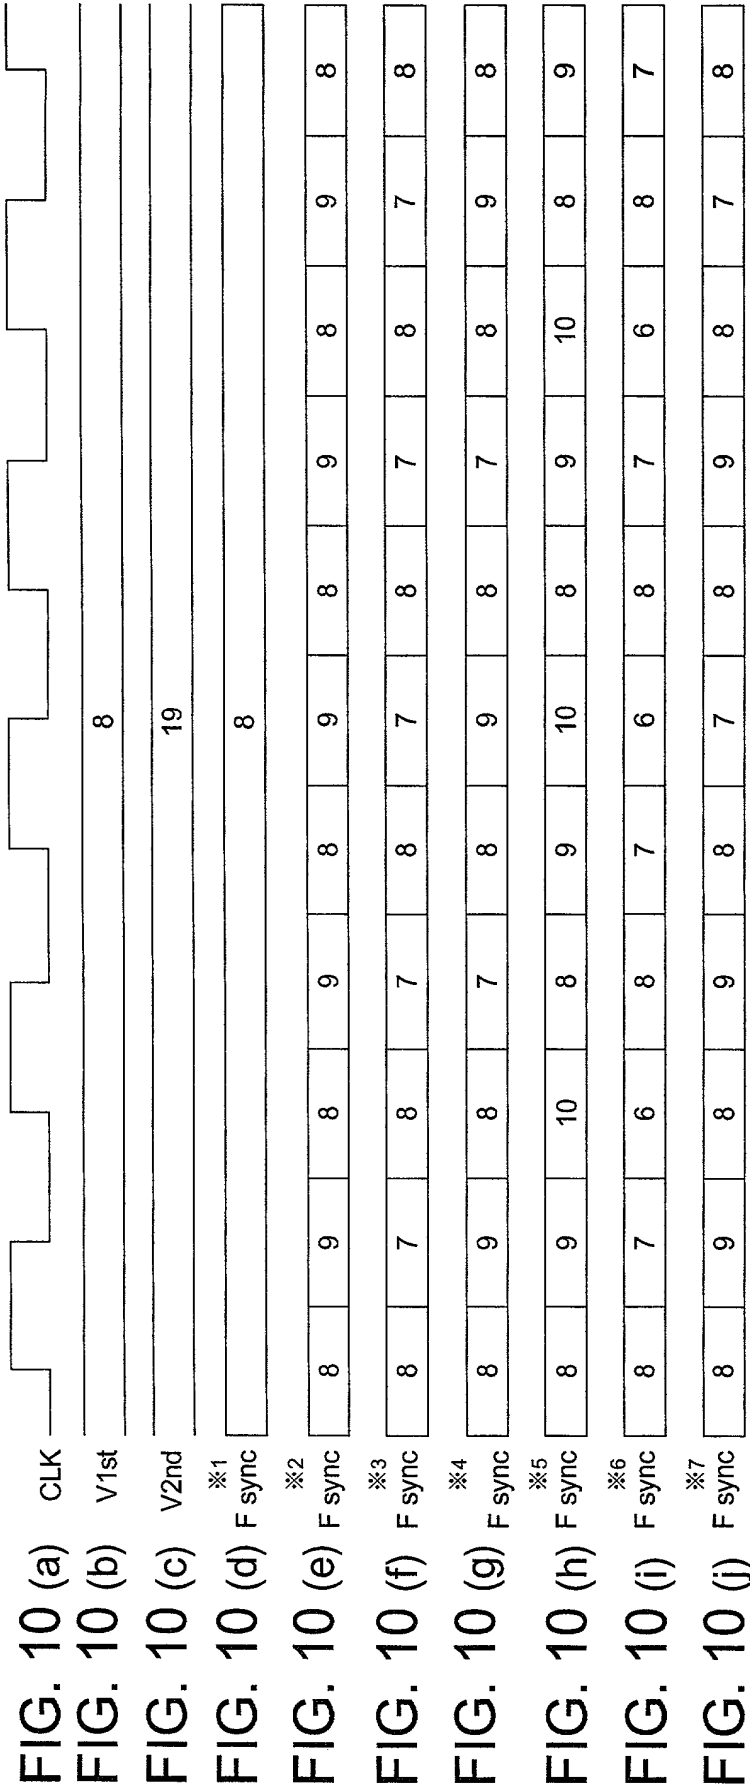 FIG. 10 (a) CLK
FIG. 10 (b) V1st 8
FIG. 10 (c) V2nd 19
FIG. 10 (d) ※1 F sync 8
FIG. 10 (e) ※2 F sync 8 9 8 9 8 9 8 9 8 9 8
FIG. 10 (f) ※3 F sync 8 7 8 7 8 7 8 7 8 7 8
FIG. 10 (g) ※4 F sync 8 9 8 7 8 9 8 7 8 9 8
FIG. 10 (h) ※5 F sync 8 9 10 8 9 10 8 9 10 8 9
FIG. 10 (i) ※6 F sync 8 7 6 8 7 6 8 7 6 8 7
FIG. 10 (j) ※7 F sync 8 9 8 9 8 7 8 9 8 7 8